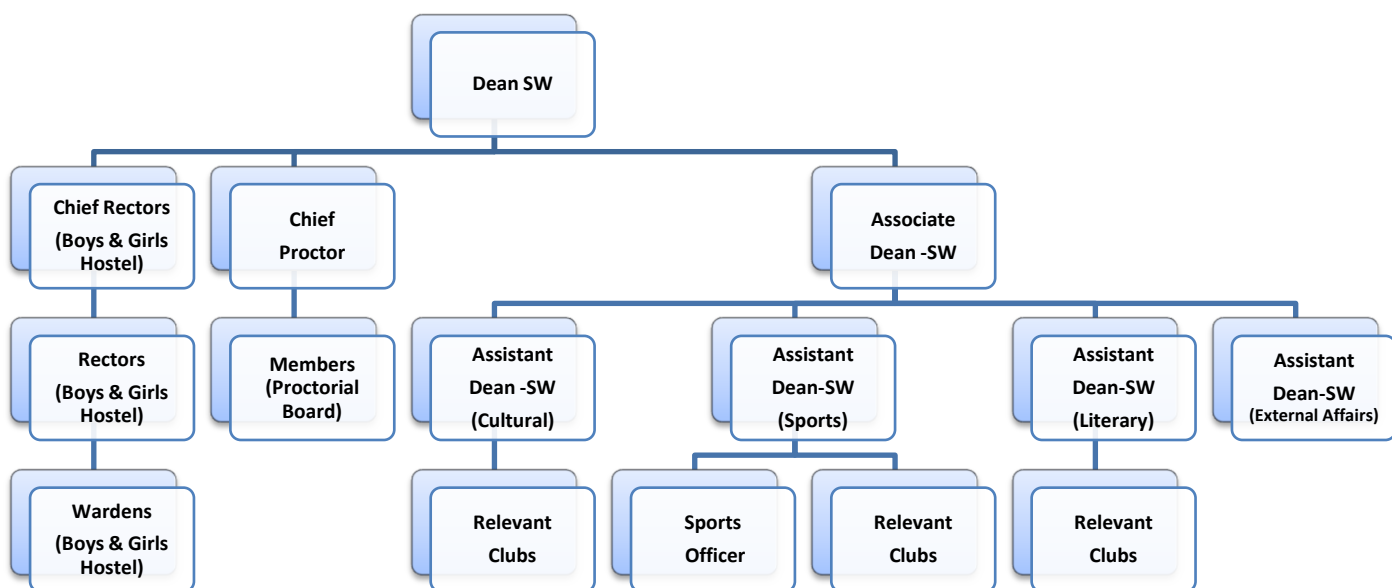 Dean SW
Chief Rectors
(Boys & Girls
Hostel)
Chief
Proctor
Associate
Dean -SW
Rectors
(Boys & Girls
Hostel)
Members
(Proctorial
Board)
Assistant
Dean -SW
(Cultural)
Assistant
Dean-SW
(Sports)
Assistant
Dean-SW
(Literary)
Assistant
Dean-SW
(External Affairs)
Wardens
(Boys & Girls
Hostel)
Relevant
Clubs
Sports
Officer
Relevant
Clubs
Relevant
Clubs